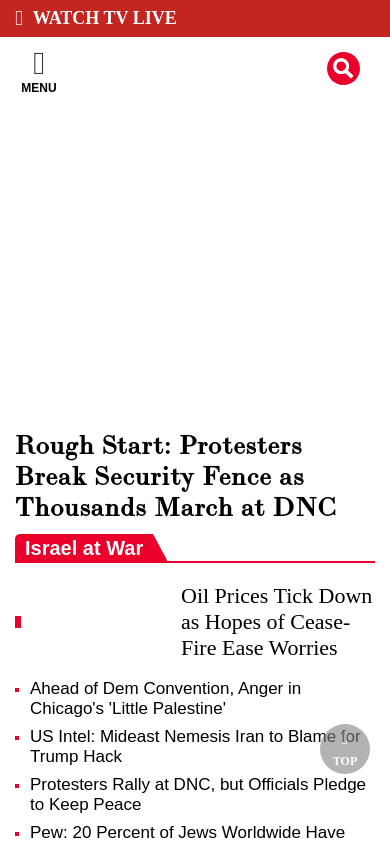 WATCH TV LIVE
MENU
Rough Start: Protesters
Break Security Fence as
Thousands March at DNC
Israel at War
Oil Prices Tick Down
as Hopes of Cease-
Fire Ease Worries
Ahead of Dem Convention, Anger in
Chicago's 'Little Palestine'
US Intel: Mideast Nemesis Iran to Blame for
Trump Hack
TOP
Protesters Rally at DNC, but Officials Pledge
to Keep Peace
Pew: 20 Percent of Jews Worldwide Have